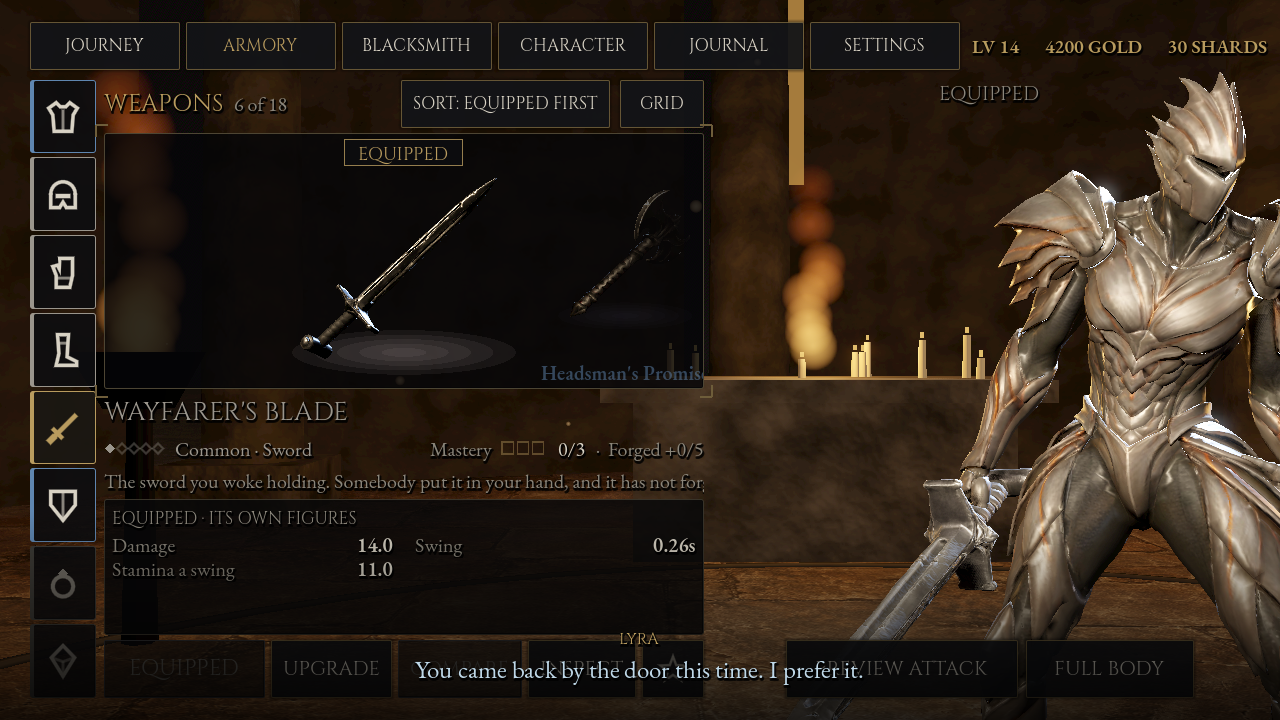 JOURNEY
ARMORY
BLACKSMITH
CHARACTER
JOURNAL
SETTINGS
LV 14
4200 GOLD
30 SHARDS
WEAPONS 6 of 18
SORT: EQUIPPED FIRST
GRID
EQUIPPED
EQUIPPED
Headsman's Promise
WAYFARER'S BLADE
Common · Sword
Mastery 0/3 · Forged +0/5
The sword you woke holding. Somebody put it in your hand, and it has not for
EQUIPPED · ITS OWN FIGURES
Damage 14.0 Swing 0.26s
Stamina a swing 11.0
LYRA
You came back by the door this time. I prefer it.
EQUIPPED
UPGRADE
ATTACK
FULL BODY